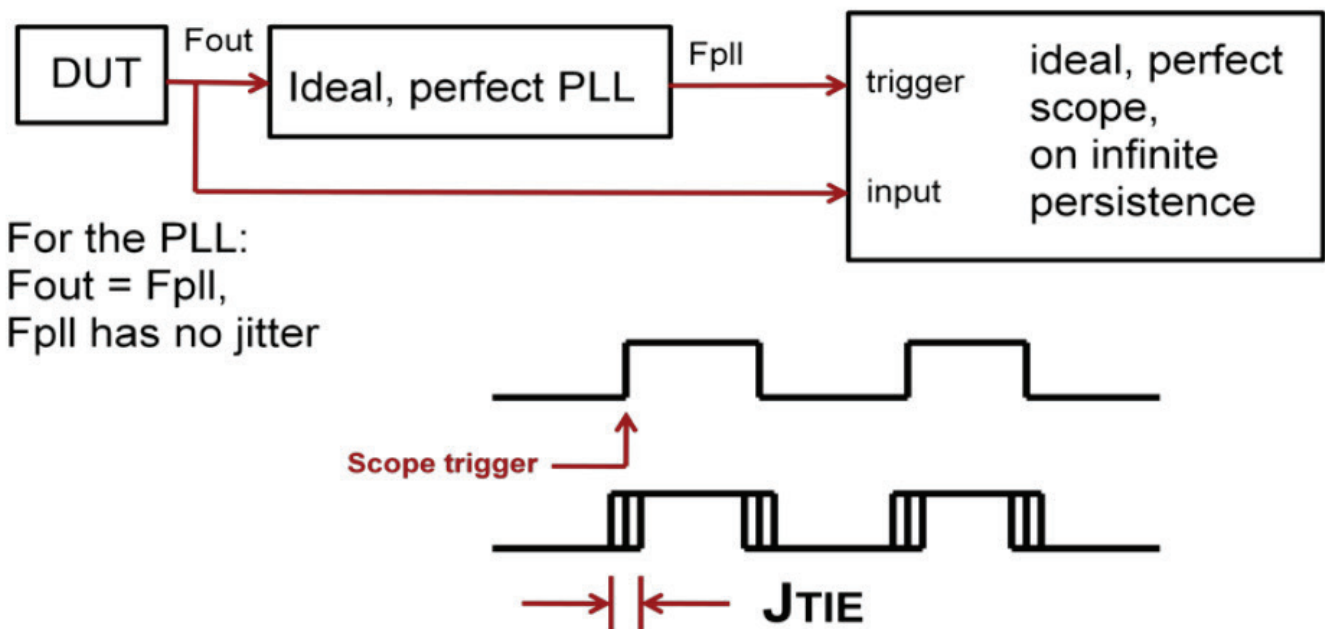 DUT
Fout
Ideal, perfect PLL
Fpll
trigger
input
ideal, perfect
scope,
on infinite
persistence
For the PLL:
Fout = Fpll,
Fpll has no jitter
Scope trigger
JTIE